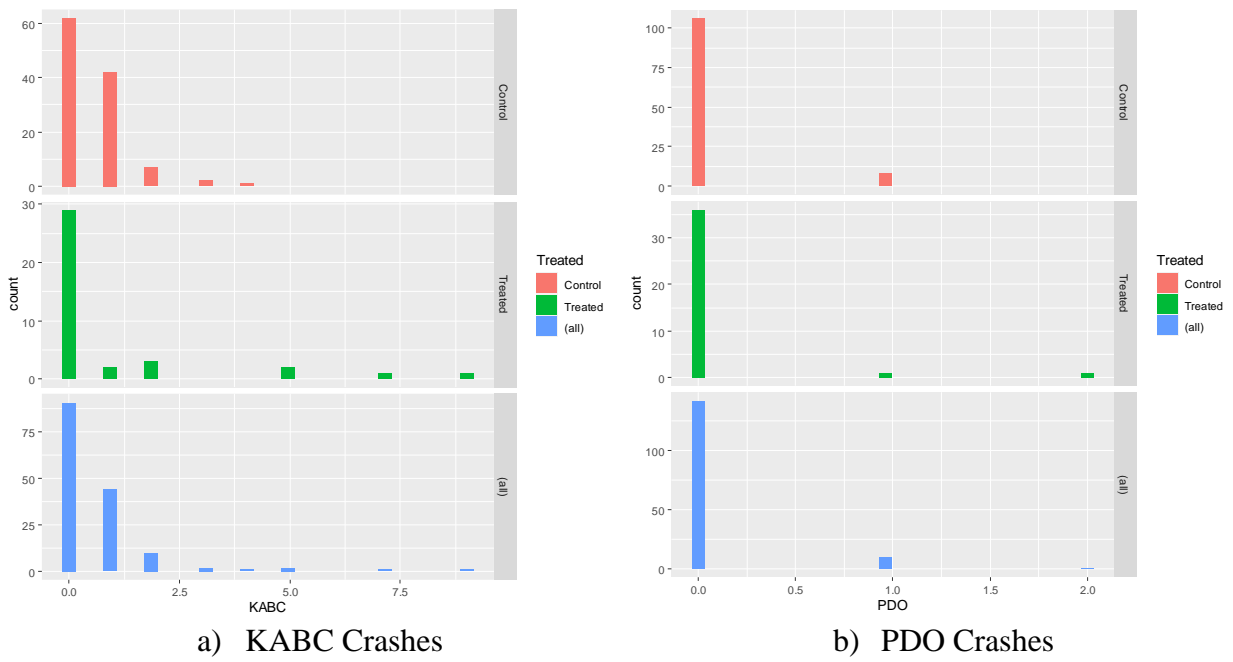 60
40
20
0
Control
30
20
10
0
Treated
75
50
25
0
(all)
0.0 2.5 5.0 7.5
count
KABC
Treated
Control
Treated
(all)
a) KABC Crashes
100
75
50
25
0
Control
30
20
10
0
Treated
100
50
0
(all)
0.0 0.5 1.0 1.5 2.0
count
PDO
Treated
Control
Treated
(all)
b) PDO Crashes